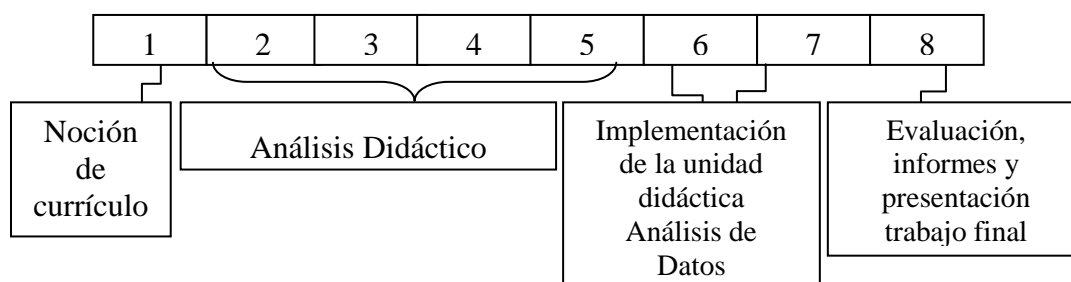 1 2 3 4 5 6 7 8
Noción
de
currículo
Análisis Didáctico
Implementación
de la unidad
didáctica
Análisis de
Datos
Evaluación,
informes y
presentación
trabajo final